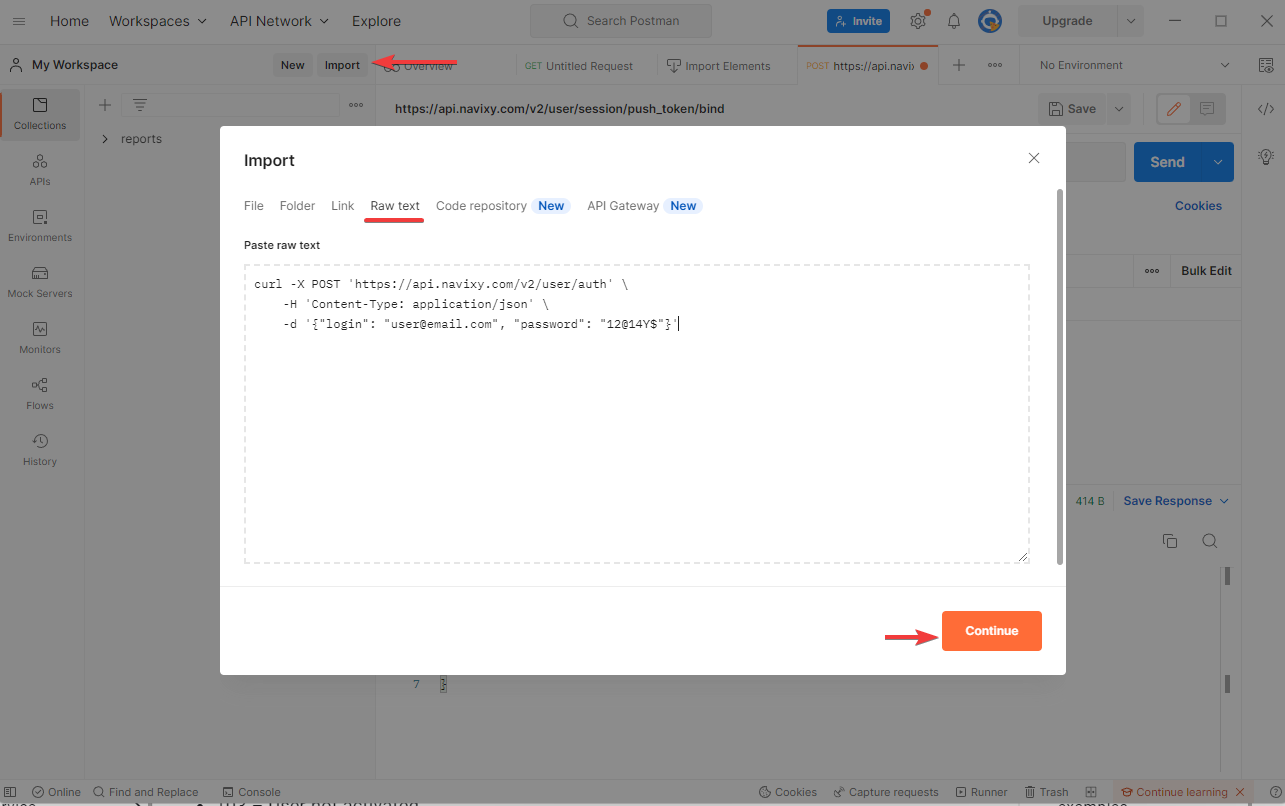 Home Workspaces API Network Explore Search Postman Invite Upgrade
My Workspace New Import Overview GET Untitled Request Import Elements POST https://api.navix No Environment
Collections
APIs
Environments
Mock Servers
Monitors
Flows
History
reports
https://api.navixy.com/v2/user/session/push_token/bind Save
Send
Cookies
Bulk Edit
414 B Save Response
Import
File Folder Link Raw text Code repository New API Gateway New
Paste raw text
curl -X POST 'https://api.navixy.com/v2/user/auth' \
-H 'Content-Type: application/json' \
-d '{"login": "user@email.com", "password": "12@14Y$"}'
Continue
7 }
Online Find and Replace Console Cookies Capture requests Runner Trash Continue learning